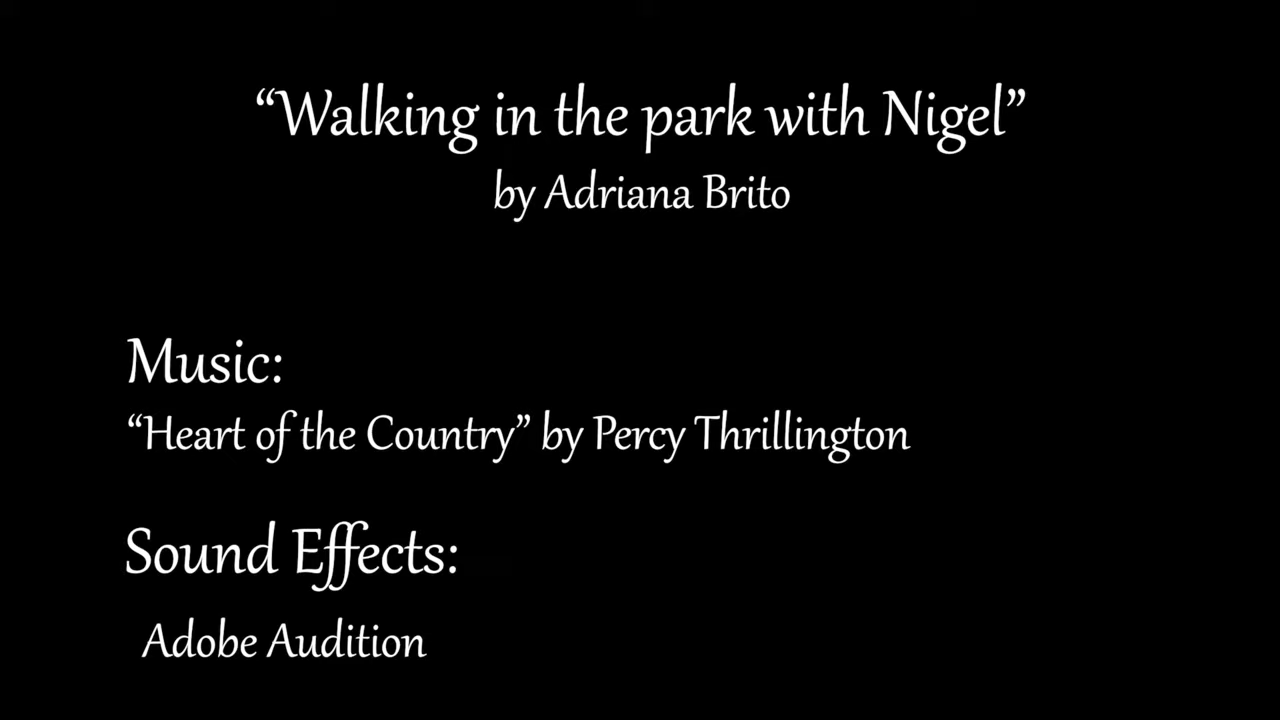 “Walking in the park with Nigel”
by Adriana Brito
Music:
“Heart of the Country” by Percy Thrillington
Sound Effects:
Adobe Audition